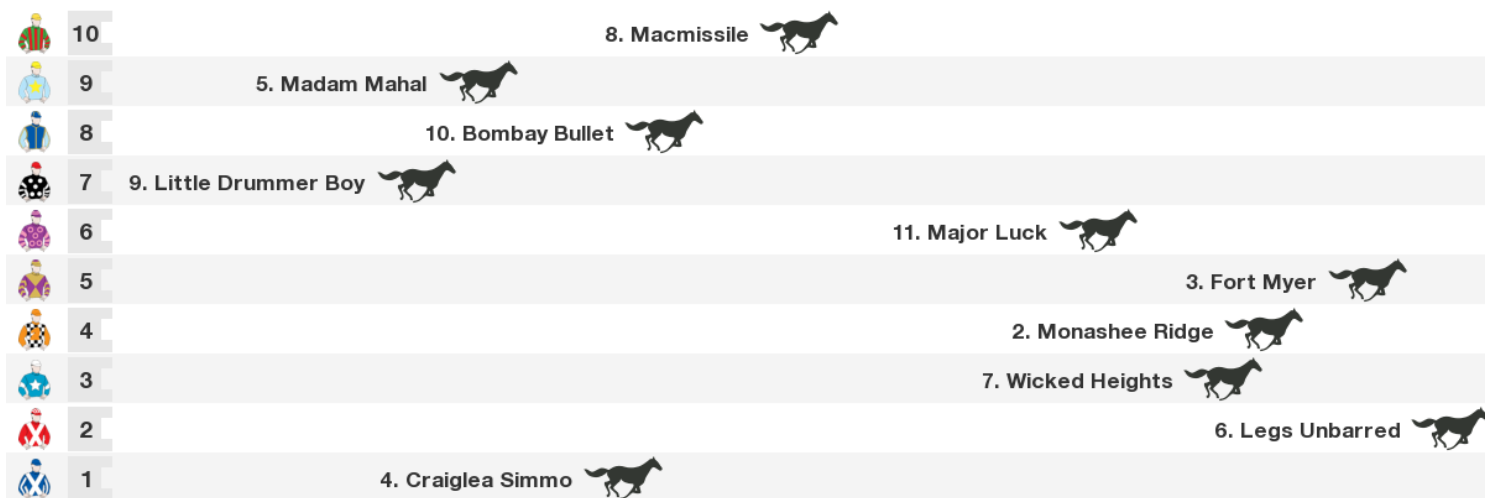 10 8. Macmissile
9 5. Madam Mahal
8 10. Bombay Bullet
7 9. Little Drummer Boy
6 11. Major Luck
5 3. Fort Myer
4 2. Monashee Ridge
3 7. Wicked Heights
2 6. Legs Unbarred
1 4. Craiglea Simmo